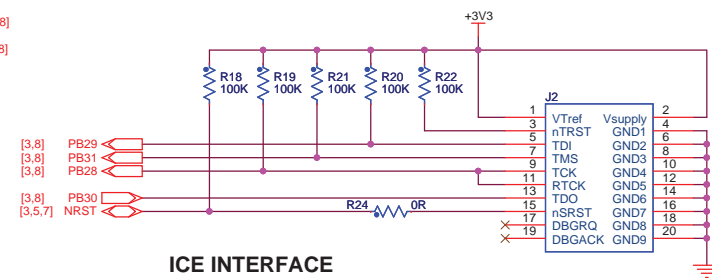 8]
8]
+3V3
R18
100K
R19
100K
R21
100K
R20
100K
R22
100K
J2
1 VTref Vsupply 2
3 nTRST GND1 4
5 TDI GND2 6
7 TMS GND3 8
9 TCK GND4 10
11 RTCK GND5 12
13 TDO GND6 14
15 nSRST GND7 16
17 DBGRQ GND8 18
19 DBGACK GND9 20
[3,8] PB29
[3,8] PB31
[3,8] PB28
[3,8] PB30
[3,5,7] NRST
R24 0R
ICE INTERFACE